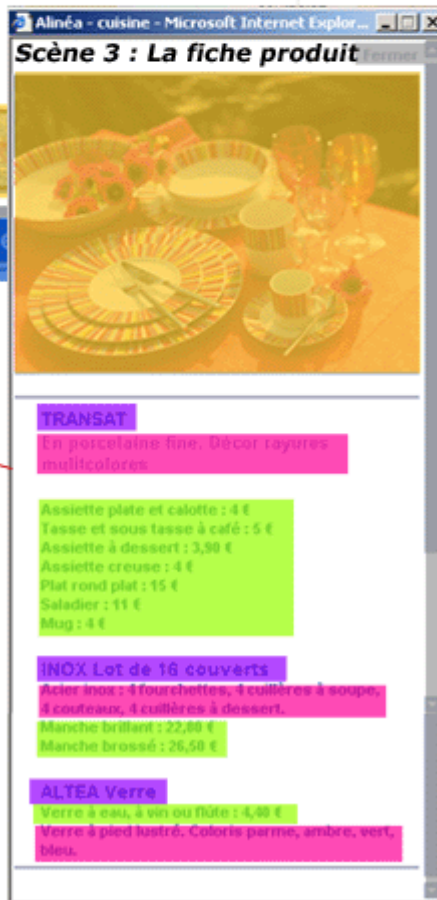 Alinéa - cuisine - Microsoft Internet Explor...
Scène 3 : La fiche produit
Fermer
TRANSAT
En porcelaine fine. Décor rayures
mulitcolores
Assiette plate et calotte : 4 €
Tasse et sous tasse à café : 5 €
Assiette à dessert : 3,90 €
Assiette creuse : 4 €
Plat rond plat : 15 €
Saladier : 11 €
Mug : 4 €
INOX Lot de 16 couverts
Acier inox : 4 fourchettes, 4 cuillères à soupe,
4 couteaux, 4 cuillères à dessert.
Manche brillant : 22,80 €
Manche brossé : 26,50 €
ALTEA Verre
Verre à eau, à vin ou flûte : 4,40 €
Verre à pied lustré. Coloris parme, ambre, vert,
bleu.